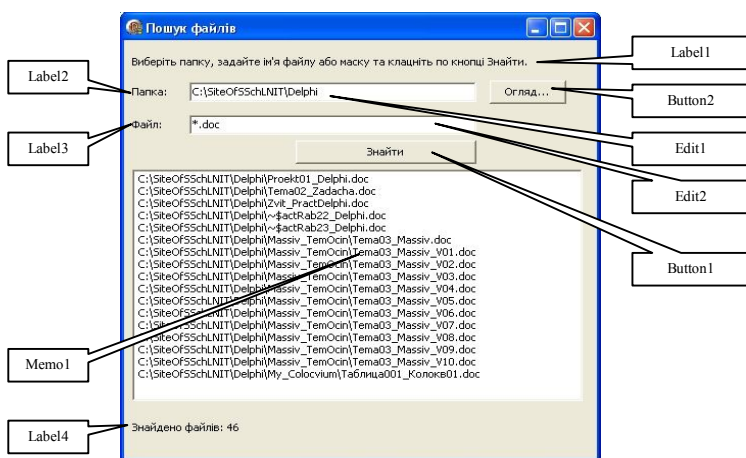 Пошук файлів
Виберіть папку, задайте ім'я файлу або маску та клацніть по кнопці Знайти.
Label1
Label2
Папка:
C:\SiteOfSSchLNIT\Delphi
Огляд...
Button2
Label3
Файл:
*.doc
Edit1
Знайти
Edit2
C:\SiteOfSSchLNIT\Delphi\Proekt01_Delphi.doc
C:\SiteOfSSchLNIT\Delphi\Tema02_Zadacha.doc
C:\SiteOfSSchLNIT\Delphi\Zvit_PractDelphi.doc
C:\SiteOfSSchLNIT\Delphi\~$actRab22_Delphi.doc
C:\SiteOfSSchLNIT\Delphi\~$actRab23_Delphi.doc
C:\SiteOfSSchLNIT\Delphi\Massiv_TemOcin\Tema03_Massiv.doc
C:\SiteOfSSchLNIT\Delphi\Massiv_TemOcin\Tema03_Massiv_V01.doc
C:\SiteOfSSchLNIT\Delphi\Massiv_TemOcin\Tema03_Massiv_V02.doc
C:\SiteOfSSchLNIT\Delphi\Massiv_TemOcin\Tema03_Massiv_V03.doc
C:\SiteOfSSchLNIT\Delphi\Massiv_TemOcin\Tema03_Massiv_V04.doc
C:\SiteOfSSchLNIT\Delphi\Massiv_TemOcin\Tema03_Massiv_V05.doc
C:\SiteOfSSchLNIT\Delphi\Massiv_TemOcin\Tema03_Massiv_V06.doc
C:\SiteOfSSchLNIT\Delphi\Massiv_TemOcin\Tema03_Massiv_V07.doc
C:\SiteOfSSchLNIT\Delphi\Massiv_TemOcin\Tema03_Massiv_V08.doc
C:\SiteOfSSchLNIT\Delphi\Massiv_TemOcin\Tema03_Massiv_V09.doc
C:\SiteOfSSchLNIT\Delphi\Massiv_TemOcin\Tema03_Massiv_V10.doc
C:\SiteOfSSchLNIT\Delphi\My_Colocvium\Таблица001_Колокв01.doc
Button1
Memo1
Label4
Знайдено файлів: 46